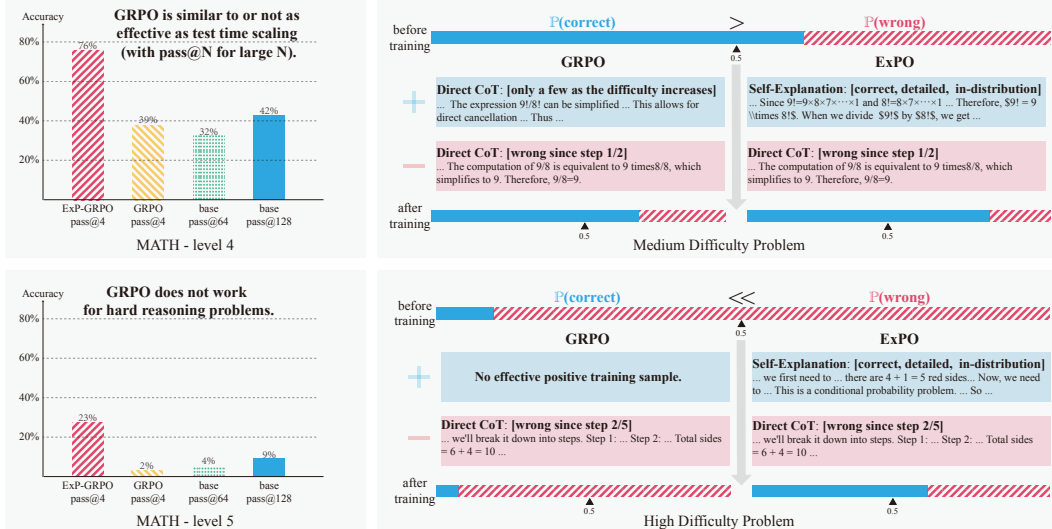 Accuracy
GRPO is similar to or not as
effective as test time scaling
(with pass@N for large N).
80%
60%
40%
20%
76%
39%
32%
42%
ExP-GRPO
pass@4
GRPO
pass@4
base
pass@64
base
pass@128
MATH - level 4
before
training
ℙ(correct)
>
ℙ(wrong)
0.5
GRPO
ExPO
+
Direct CoT: [only a few as the difficulty increases]
... The expression 9!/8! can be simplified ... This allows for
direct cancellation ... Thus ...
Self-Explanation: [correct, detailed, in-distribution]
... Since 9!=9×8×7×····×1 and 8!=8×7×····×1 ... Therefore, $9! = 9
\\times 8!$. When we divide $9!$ by $8!$, we get ...
−
Direct CoT: [wrong since step 1/2]
... The computation of 9/8 is equivalent to 9 times8/8, which
simplifies to 9. Therefore, 9/8=9.
Direct CoT: [wrong since step 1/2]
... The computation of 9/8 is equivalent to 9 times8/8, which
simplifies to 9. Therefore, 9/8=9.
after
training
0.5
0.5
Medium Difficulty Problem
Accuracy
GRPO does not work
for hard reasoning problems.
80%
60%
40%
20%
23%
2%
4%
9%
ExP-GRPO
pass@4
GRPO
pass@4
base
pass@64
base
pass@128
MATH - level 5
before
training
ℙ(correct)
<<
ℙ(wrong)
0.5
GRPO
ExPO
+
No effective positive training sample.
Self-Explanation: [correct, detailed, in-distribution]
... we first need to ... there are 4 + 1 = 5 red sides... Now, we need
to ... This is a conditional probability problem. ... So ...
−
Direct CoT: [wrong since step 2/5]
... we'll break it down into steps. Step 1: ... Step 2: ... Total sides
= 6 + 4 = 10 ...
Direct CoT: [wrong since step 2/5]
... we'll break it down into steps. Step 1: ... Step 2: ... Total sides
= 6 + 4 = 10 ...
after
training
0.5
0.5
High Difficulty Problem